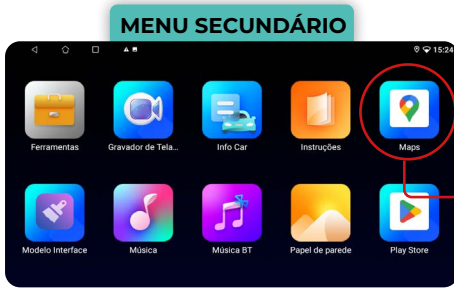 MENU SECUNDÁRIO
15:24
Ferramentas
Gravador de Tela...
Info Car
Instruções
Maps
Modelo Interface
Música
Música BT
Papel de parede
Play Store